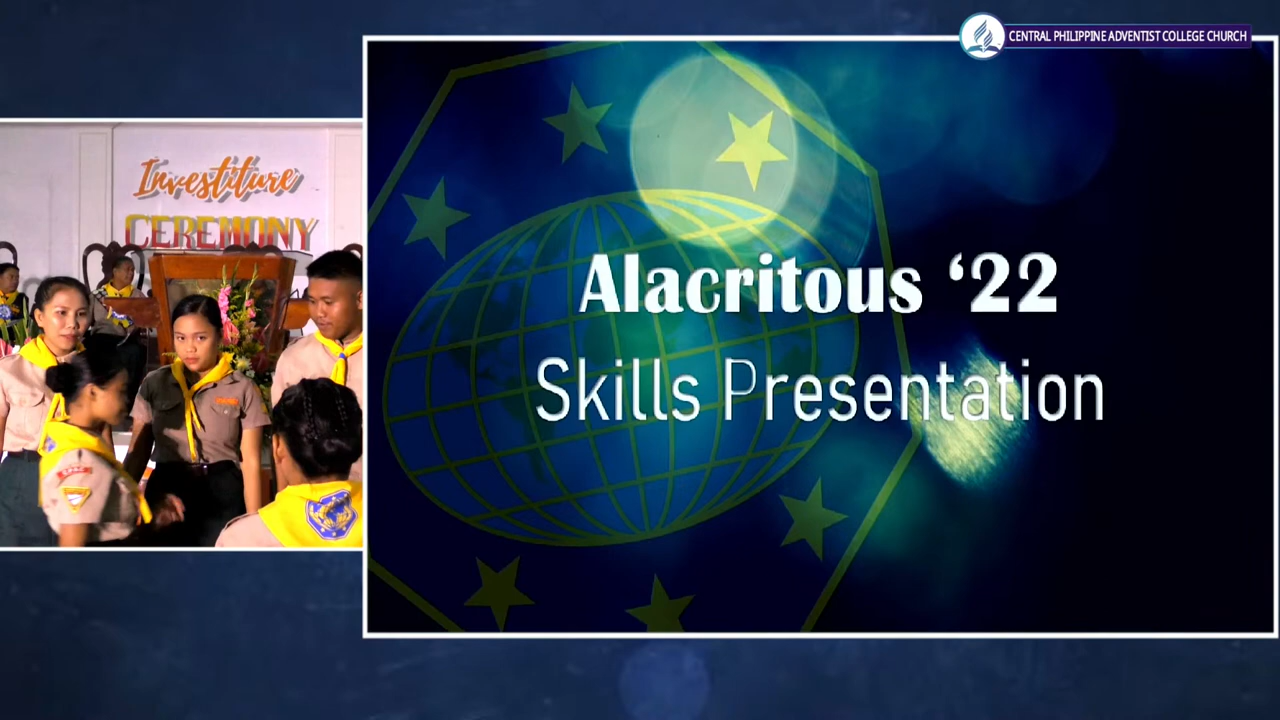 CENTRAL PHILIPPINE ADVENTIST COLLEGE CHURCH
Investiture
CEREMONY
Alacritous ‘22
Skills Presentation